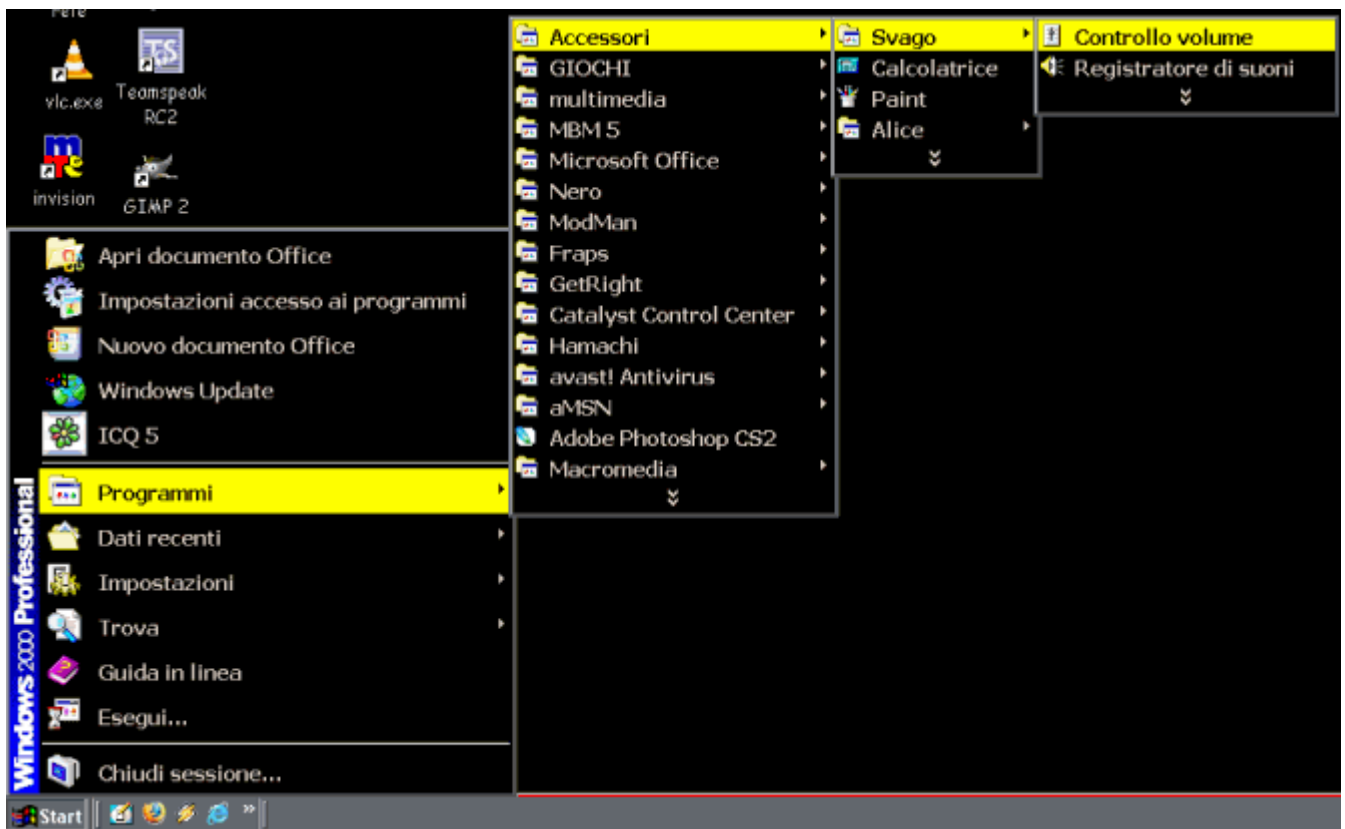 vlc.exe
Teamspeak
RC2
invision
GIMP 2
Apri documento Office
Impostazioni accesso ai programmi
Nuovo documento Office
Windows Update
ICQ 5
Programmi
Dati recenti
Impostazioni
Trova
Guida in linea
Esegui...
Chiudi sessione...
Windows 2000 Professional
Accessori
GIOCHI
multimedia
MBM 5
Microsoft Office
Nero
ModMan
Fraps
GetRight
Catalyst Control Center
Hamachi
avast! Antivirus
aMSN
Adobe Photoshop CS2
Macromedia
Svago
Calcolatrice
Paint
Alice
Controllo volume
Registratore di suoni
Start